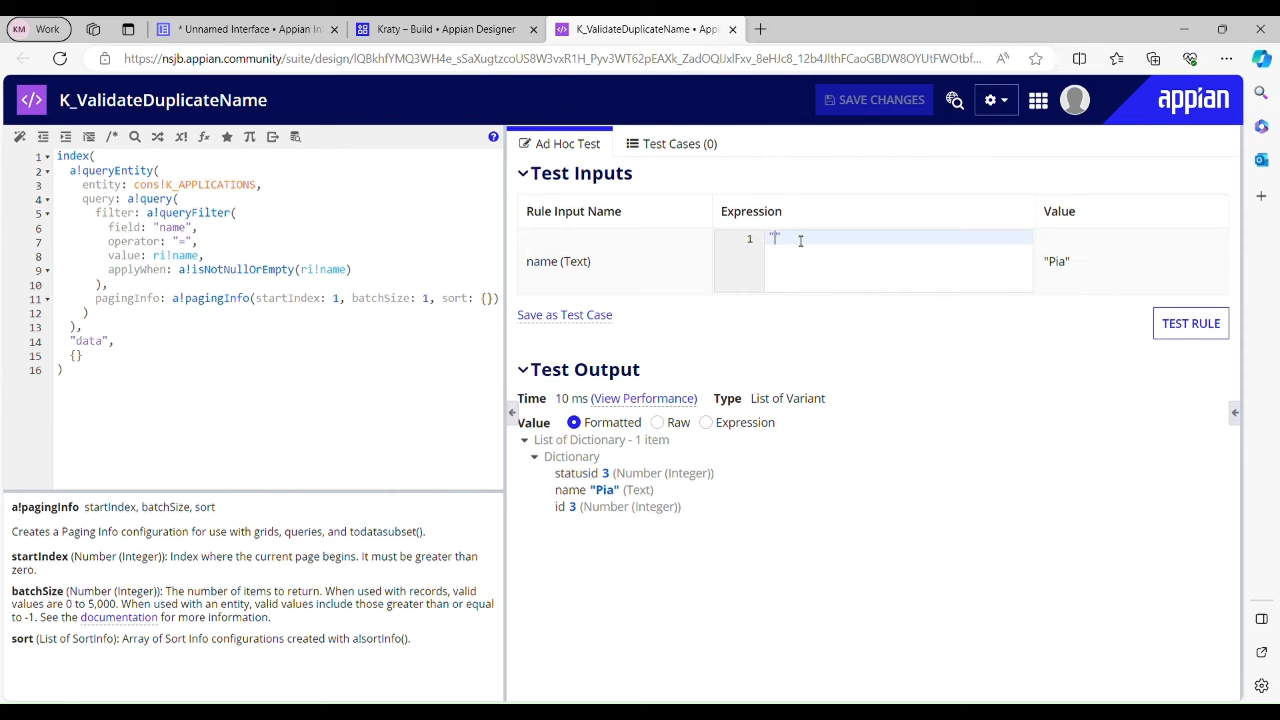 KM Work
* Unnamed Interface • Appian In
Kraty – Build • Appian Designer
K_ValidateDuplicateName • Appi
K_ValidateDuplicateName
SAVE CHANGES
appian
1 index(
2 a!queryEntity(
3 entity: cons!K_APPLICATIONS,
4 query: a!query(
5 filter: a!queryFilter(
6 field: "name",
7 operator: "=",
8 value: ri!name,
9 applyWhen: a!isNotNullOrEmpty(ri!name)
10 ),
11 pagingInfo: a!pagingInfo(startIndex: 1, batchSize: 1, sort: {})
12 )
13 ),
14 "data",
15 {}
16 )
a!pagingInfo startIndex, batchSize, sort
Creates a Paging Info configuration for use with grids, queries, and todatasubset().
startIndex (Number (Integer)): Index where the current page begins. It must be greater than
zero.
batchSize (Number (Integer)): The number of items to return. When used with records, valid
values are 0 to 5,000. When used with an entity, valid values include those greater than or equal
to -1. See the documentation for more information.
sort (List of SortInfo): Array of Sort Info configurations created with a!sortInfo().
Ad Hoc Test
Test Cases (0)
Test Inputs
Rule Input Name
Expression
Value
name (Text)
1 ""
"Pia"
Save as Test Case
TEST RULE
Test Output
Time 10 ms (View Performance) Type List of Variant
Value Formatted Raw Expression
List of Dictionary - 1 item
Dictionary
statusid 3 (Number (Integer))
name "Pia" (Text)
id 3 (Number (Integer))